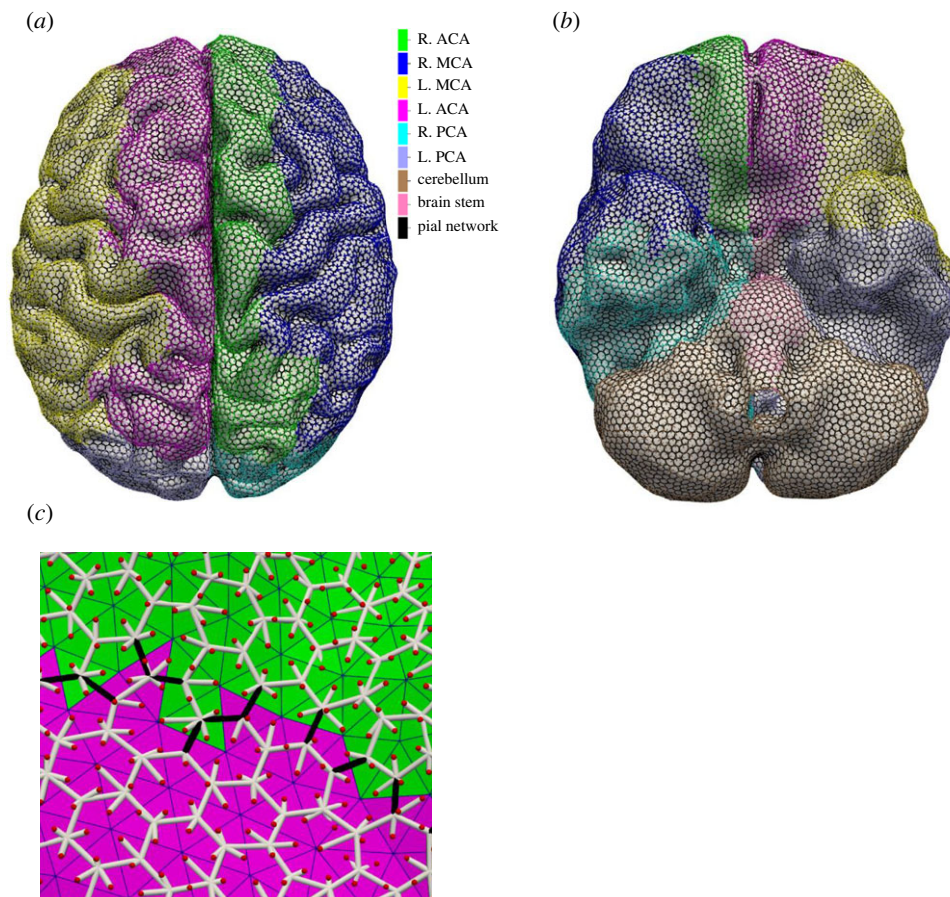 (a)
(b)
R. ACA
R. MCA
L. MCA
L. ACA
R. PCA
L. PCA
cerebellum
brain stem
pial network
(c)